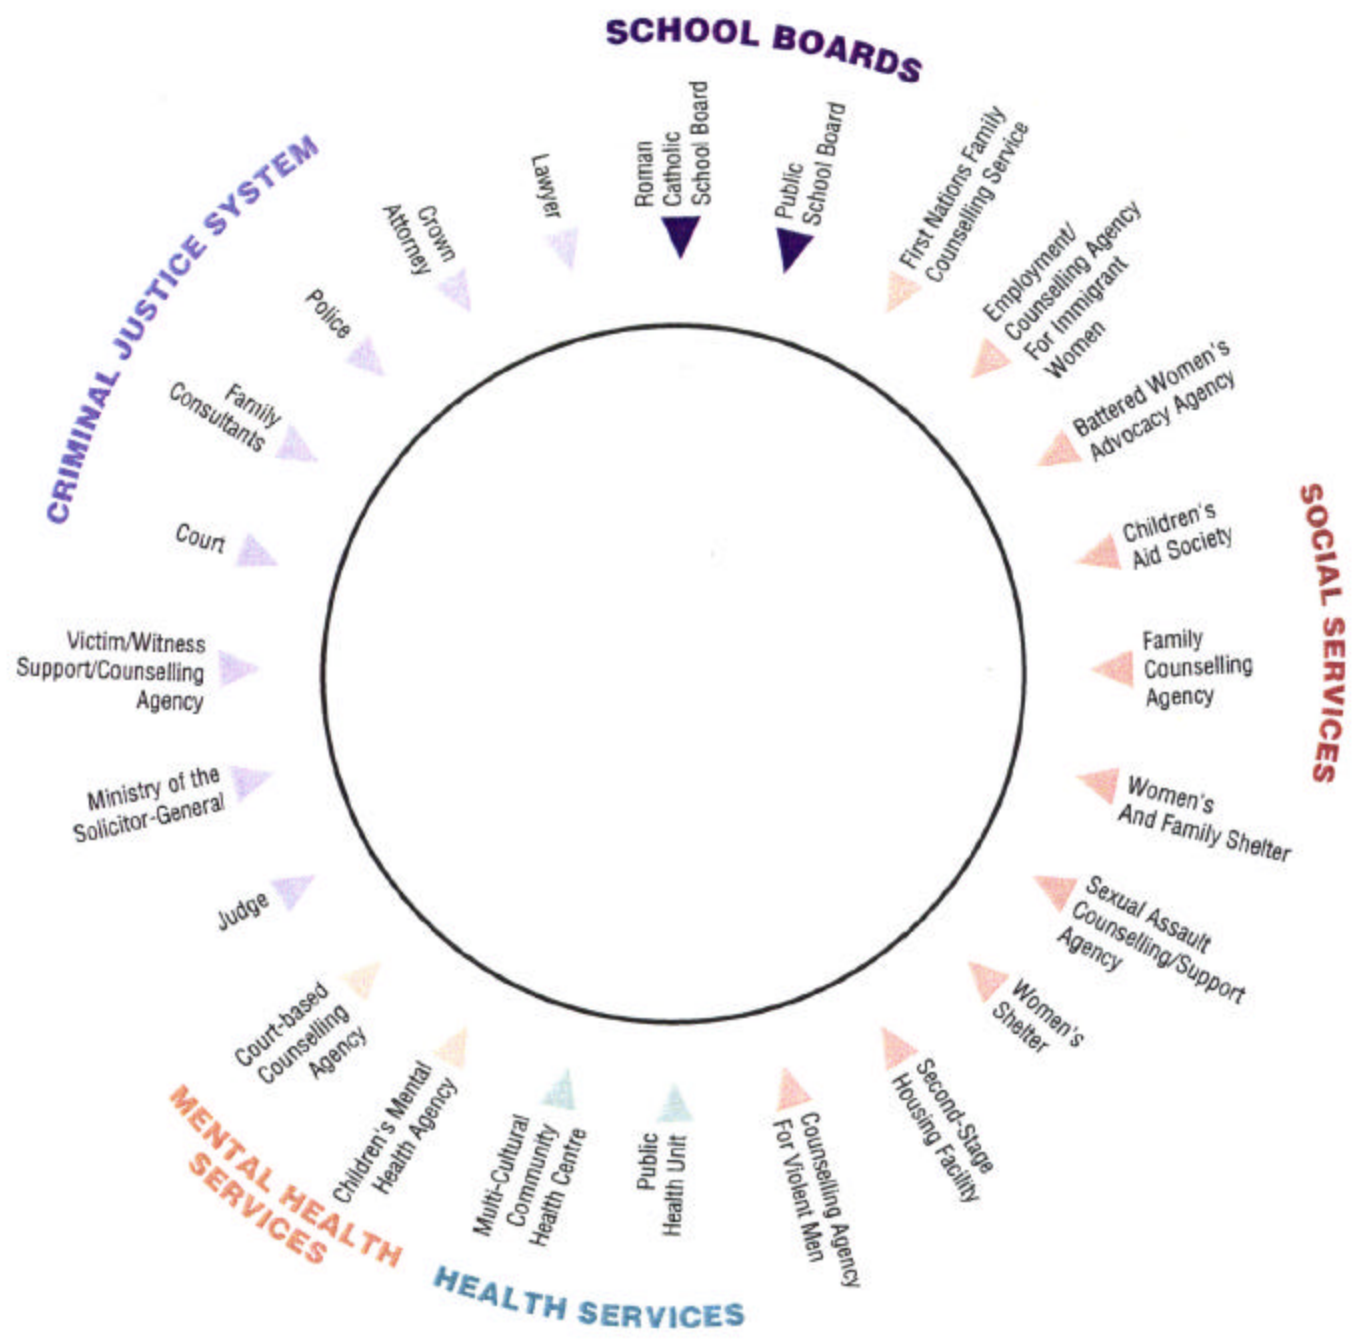 SCHOOL BOARDS
Roman
Catholic
School Board
Public
School Board
First Nations Family
Counselling Service
Employment/
Counselling Agency
For Immigrant
Women
Battered Women's
Advocacy Agency
SOCIAL SERVICES
Children's
Aid Society
Family
Counselling
Agency
Women's
And Family Shelter
Sexual Assault
Counselling/Support
Agency
Women's
Shelter
Second-Stage
Housing Facility
Counselling Agency
For Violent Men
HEALTH SERVICES
Public
Health Unit
Multi-Cultural
Community
Health Centre
MENTAL HEALTH
SERVICES
Children's Mental
Health Agency
Court-based
Counselling
Agency
CRIMINAL JUSTICE SYSTEM
Judge
Ministry of the
Solicitor-General
Victim/Witness
Support/Counselling
Agency
Court
Family
Consultants
Police
Crown
Attorney
Lawyer